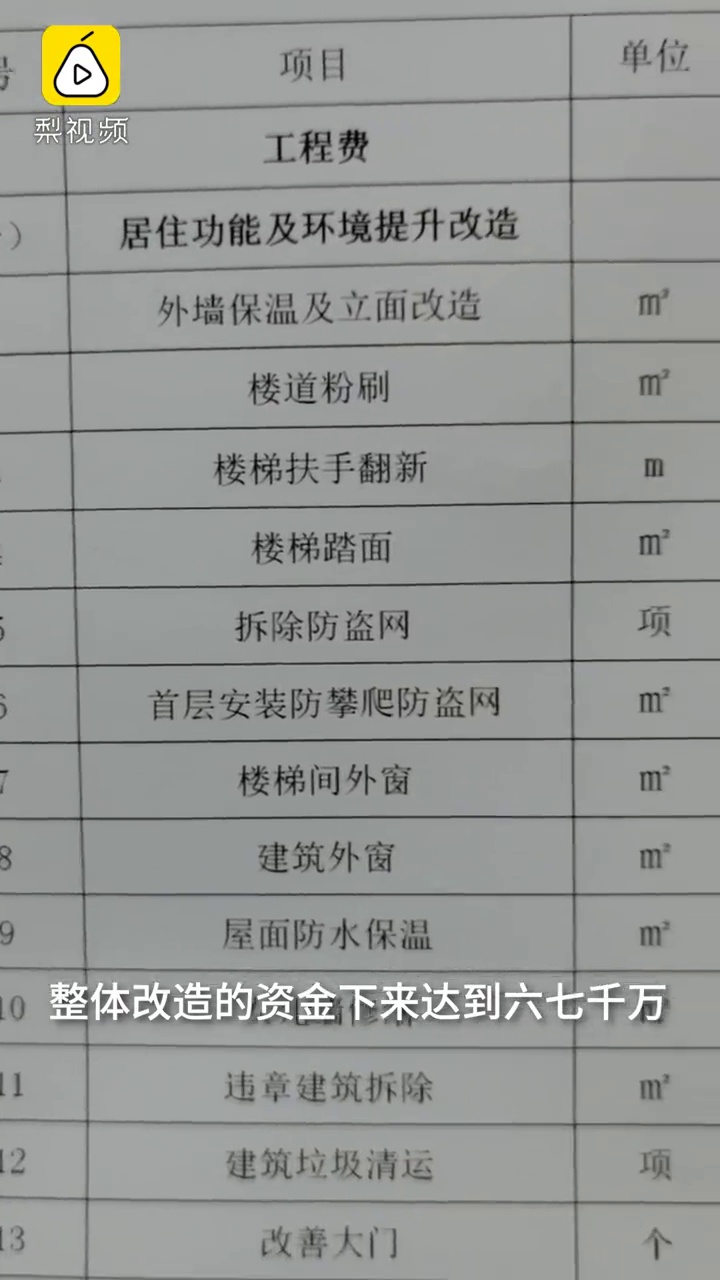 号 项目 单位
梨视频
工程费
居住功能及环境提升改造
外墙保温及立面改造 m²
楼道粉刷 m²
楼梯扶手翻新 m
楼梯踏面 m²
5 拆除防盗网 项
6 首层安装防攀爬防盗网 m²
7 楼梯间外窗 m²
8 建筑外窗 m²
9 屋面防水保温 m²
10
整体改造的资金下来达到六七千万
11 违章建筑拆除 m²
12 建筑垃圾清运 项
13 改善大门 个